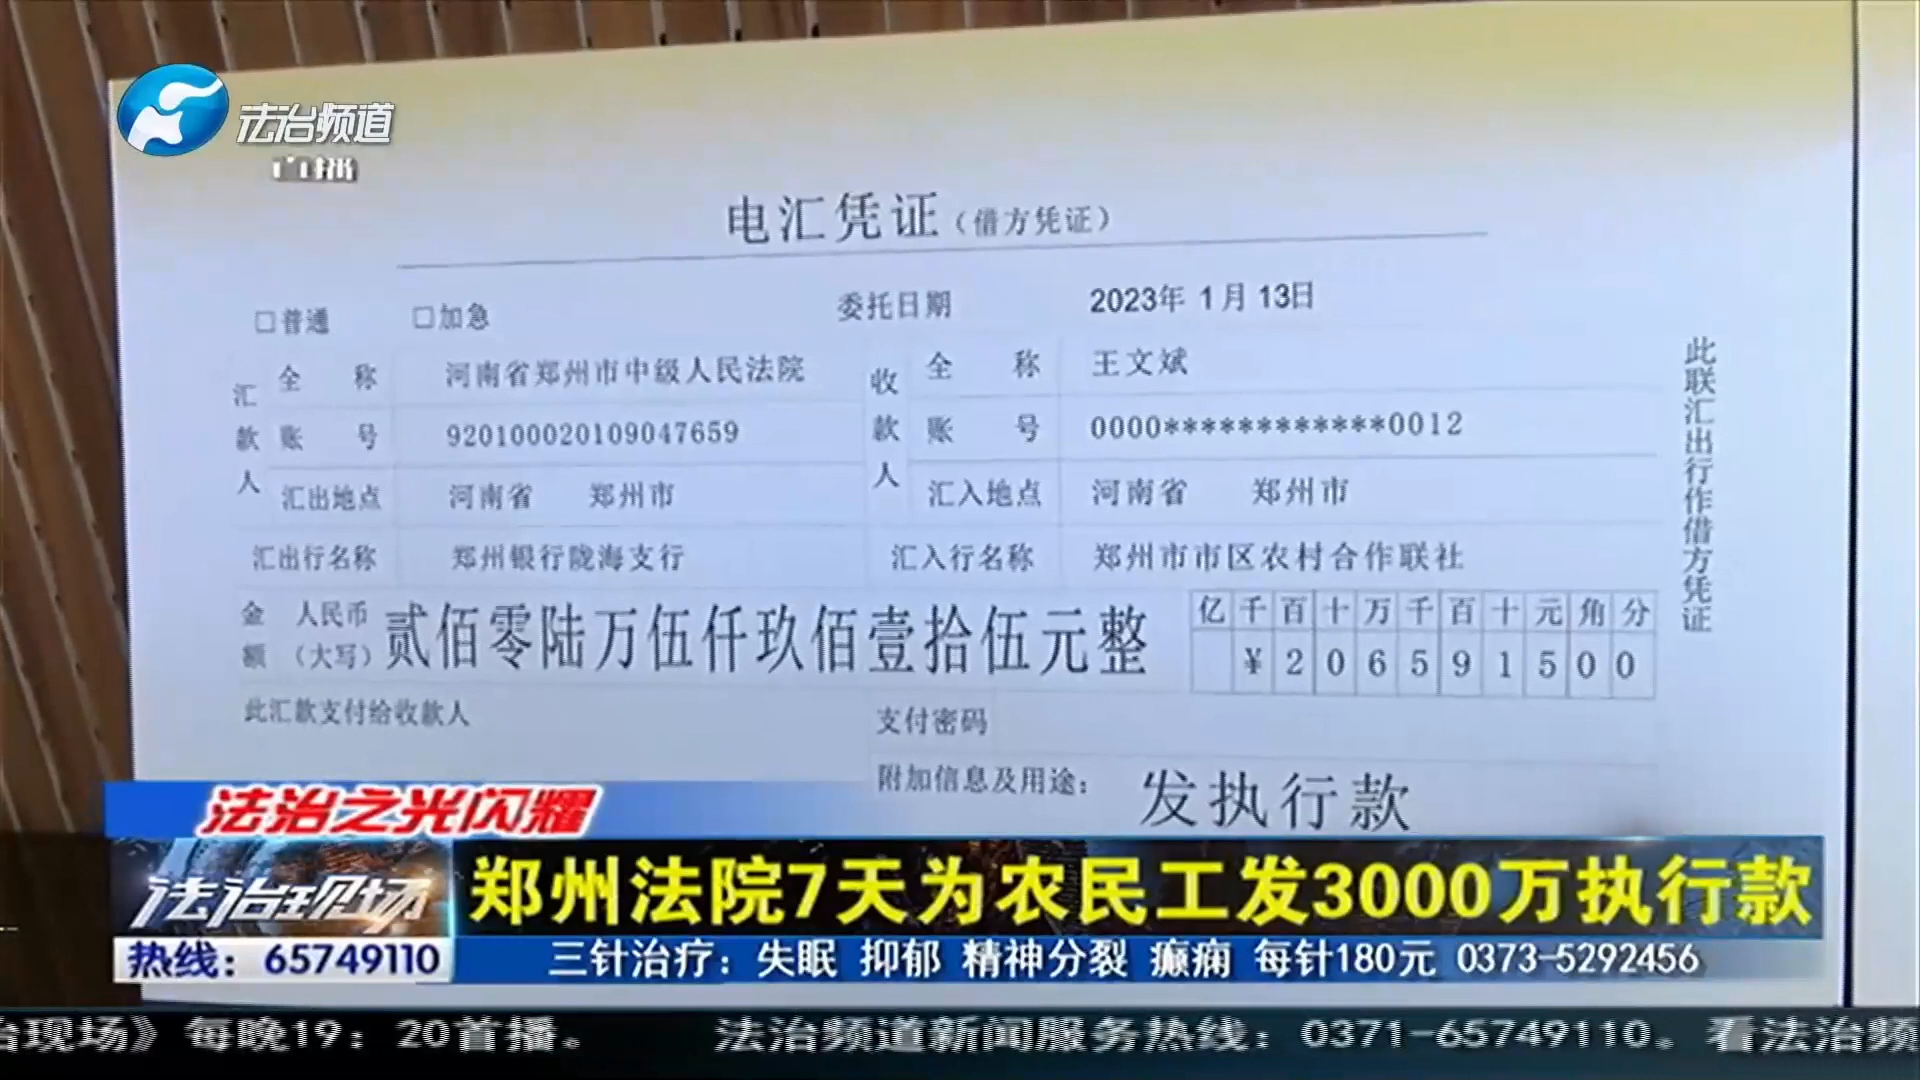 法治频道
直播
电汇凭证(借方凭证)
□普通 □加急 委托日期 2023年 1月 13日
汇款人 全称 河南省郑州市中级人民法院 收款人 全称 王文斌
账号 920100020109047659 账号 0000************0012
汇出地点 河南省 郑州市 汇入地点 河南省 郑州市
汇出行名称 郑州银行陇海支行 汇入行名称 郑州市市区农村合作联社
金额 人民币(大写) 贰佰零陆万伍仟玖佰壹拾伍元整 亿千百十万千百十元角分
¥206591500
此汇款支付给收款人 支付密码
附加信息及用途: 发执行款
此联汇出行作借方凭证
法治之光闪耀
法治现场
郑州法院7天为农民工发3000万执行款
热线:65749110 三针治疗:失眠 抑郁 精神分裂 癫痫 每针180元 0373-5292456
治现场》每晚19:20首播。 法治频道新闻服务热线:0371-65749110。看法治频